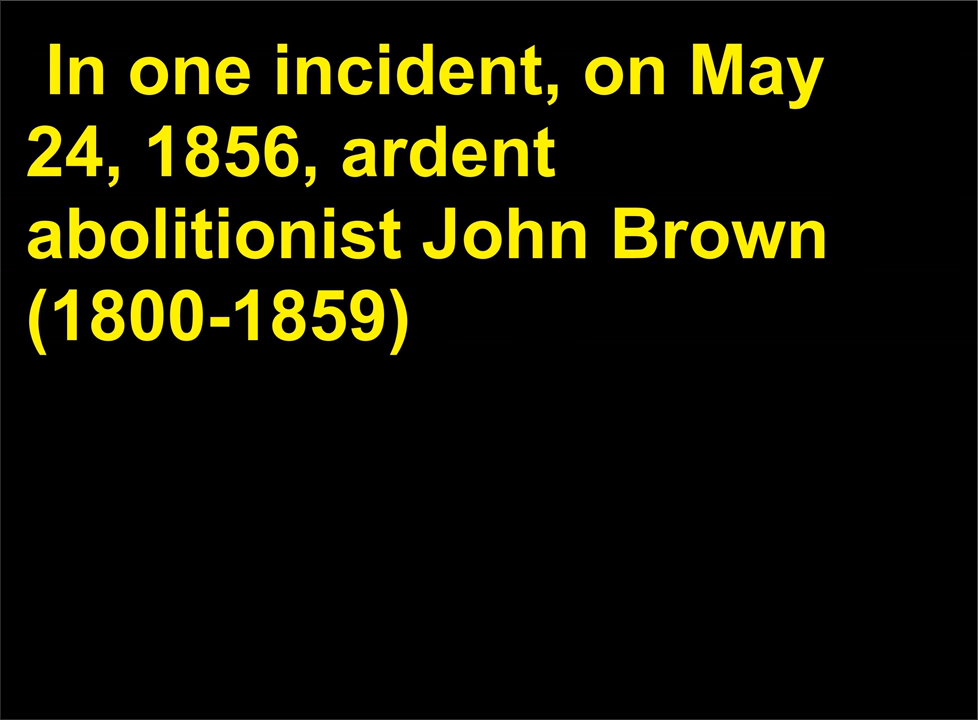 In one incident, on May
24, 1856, ardent
abolitionist John Brown
(1800-1859)